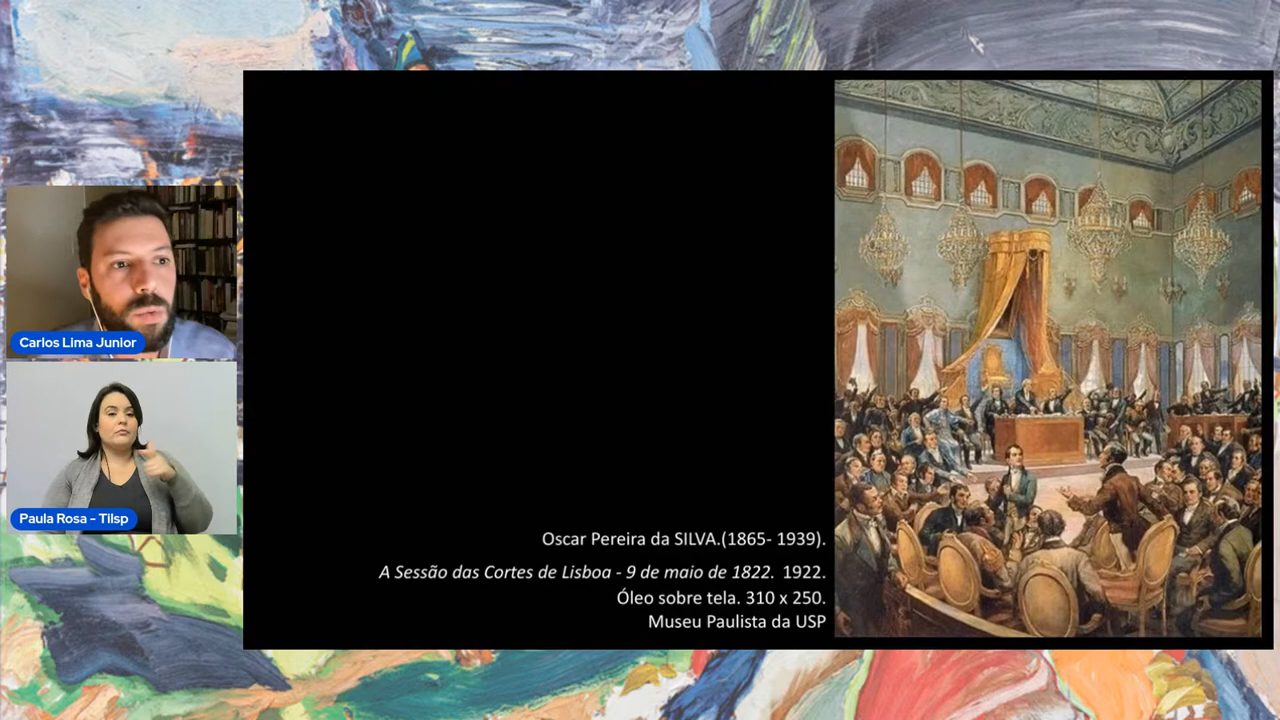 Carlos Lima Junior
Paula Rosa - Tilsp
Oscar Pereira da SILVA.(1865- 1939).
A Sessão das Cortes de Lisboa - 9 de maio de 1822. 1922.
Óleo sobre tela. 310 x 250.
Museu Paulista da USP